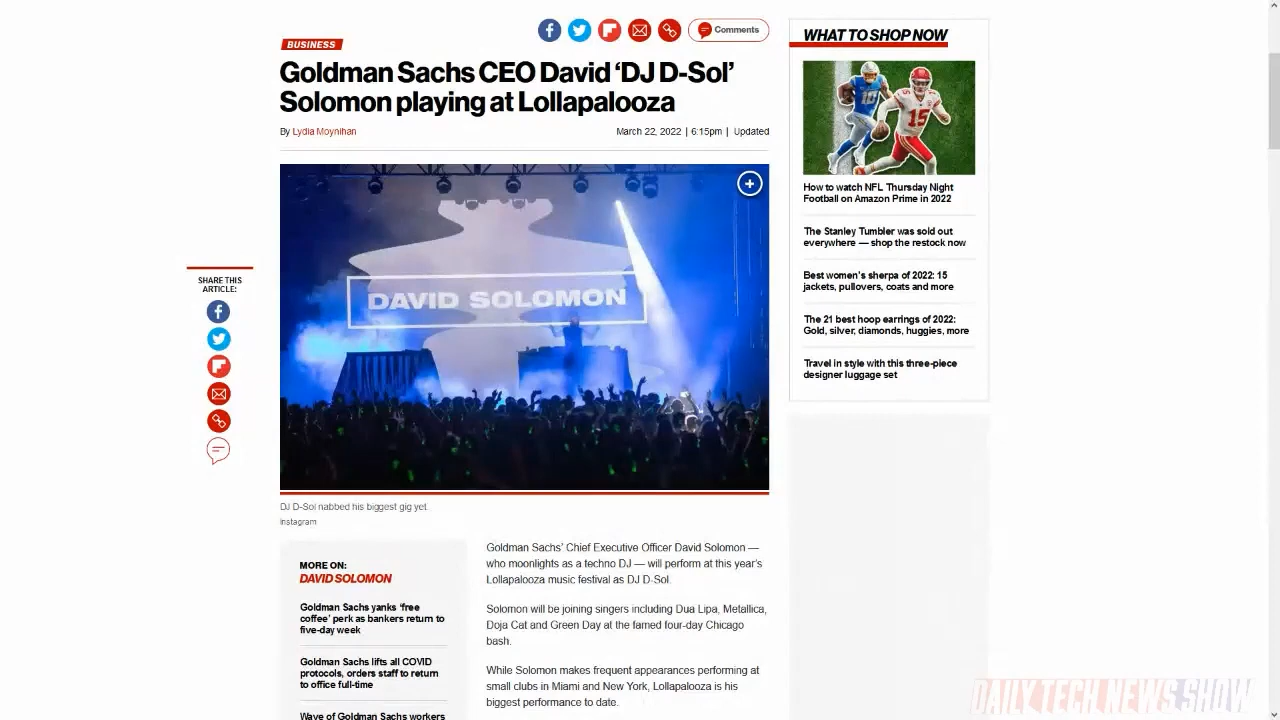 Comments
BUSINESS
Goldman Sachs CEO David ‘DJ D-Sol’
Solomon playing at Lollapalooza
By Lydia Moynihan
March 22, 2022 | 6:15pm | Updated
SHARE THIS
ARTICLE:
DAVID SOLOMON
DJ D-Sol nabbed his biggest gig yet.
Instagram
MORE ON:
DAVID SOLOMON
Goldman Sachs yanks ‘free
coffee’ perk as bankers return to
five-day week
Goldman Sachs lifts all COVID
protocols, orders staff to return
to office full-time
Wave of Goldman Sachs workers
Goldman Sachs’ Chief Executive Officer David Solomon —
who moonlights as a techno DJ — will perform at this year’s
Lollapalooza music festival as DJ D-Sol.
Solomon will be joining singers including Dua Lipa, Metallica,
Doja Cat and Green Day at the famed four-day Chicago
bash.
While Solomon makes frequent appearances performing at
small clubs in Miami and New York, Lollapalooza is his
biggest performance to date.
WHAT TO SHOP NOW
10
15
How to watch NFL Thursday Night
Football on Amazon Prime in 2022
The Stanley Tumbler was sold out
everywhere — shop the restock now
Best women’s sherpa of 2022: 15
jackets, pullovers, coats and more
The 21 best hoop earrings of 2022:
Gold, silver, diamonds, huggies, more
Travel in style with this three-piece
designer luggage set
DAILY TECH NEWS SHOW